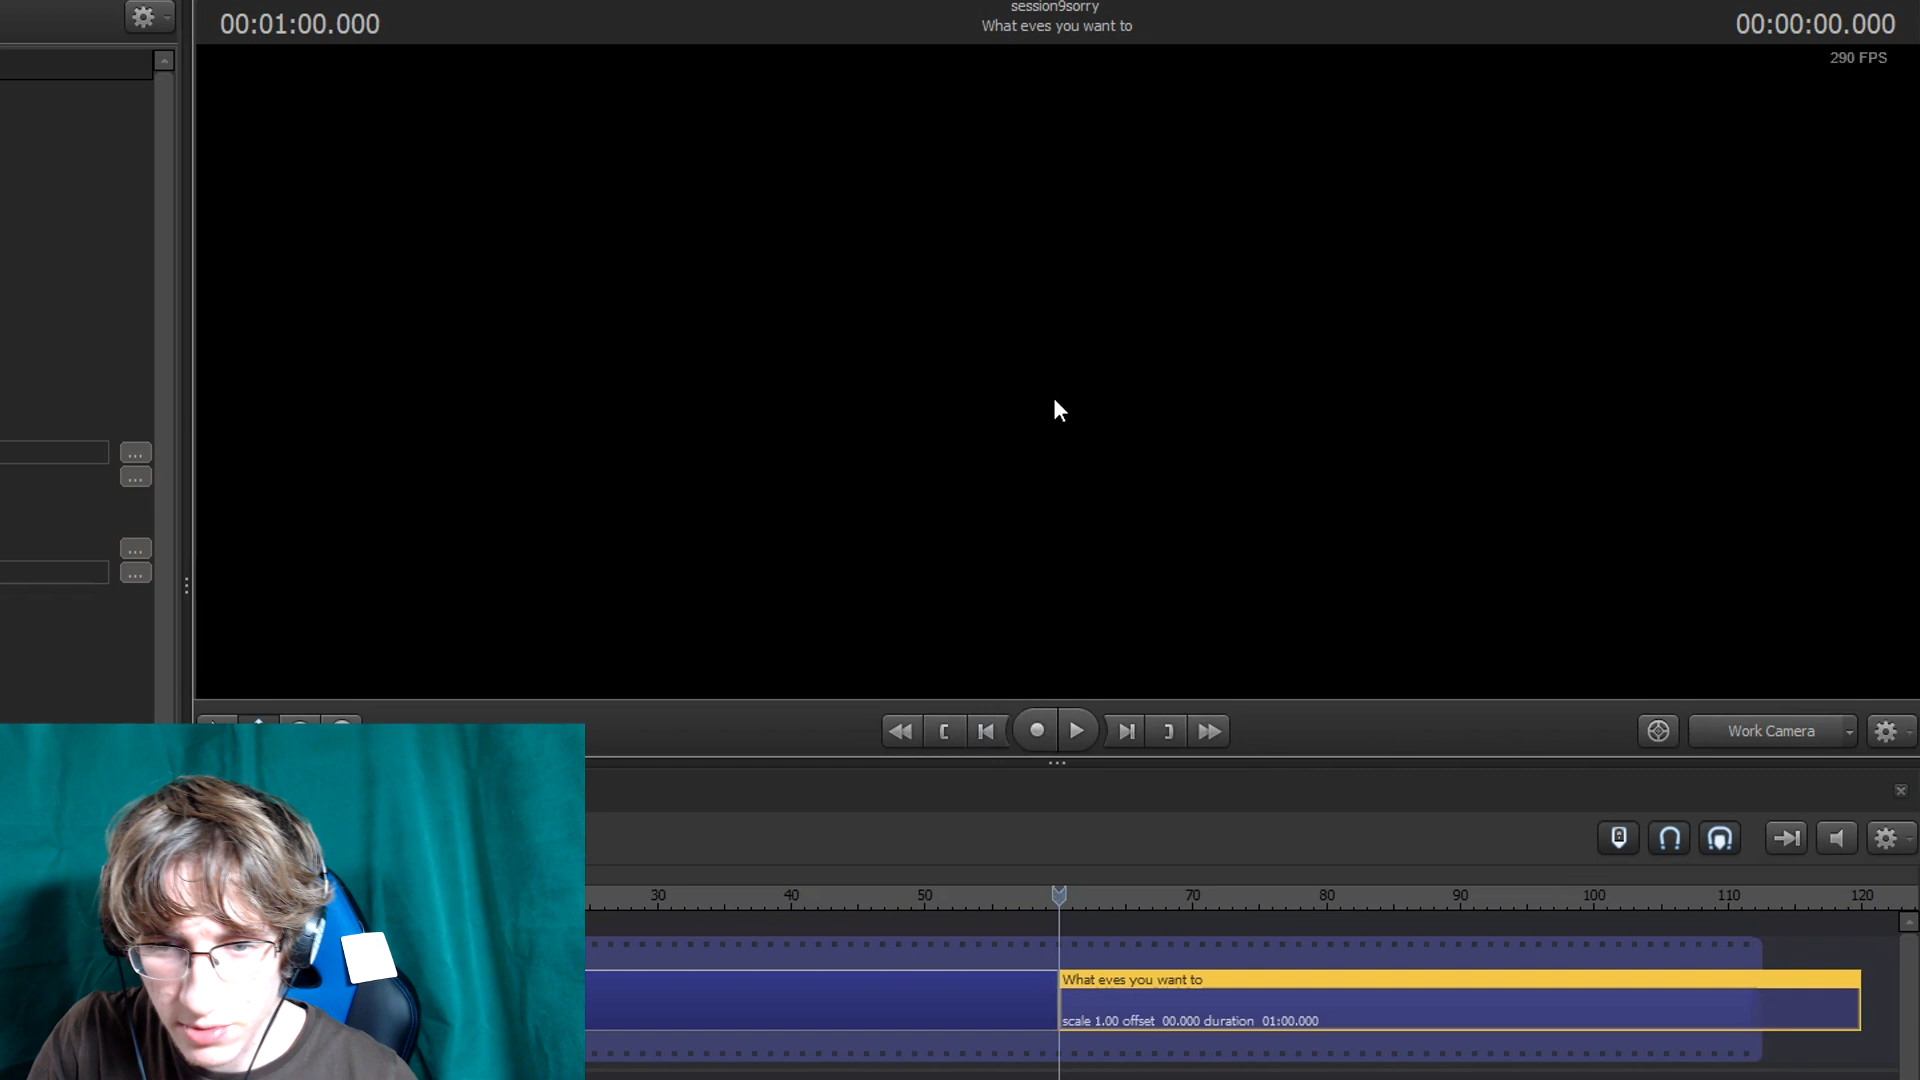 00:01:00.000
session9sorry
What eves you want to
00:00:00.000
290 FPS
...
...
...
...
Work Camera
30 40 50 70 80 90 100 110 120
What eves you want to
scale 1.00 offset 00.000 duration 01:00.000